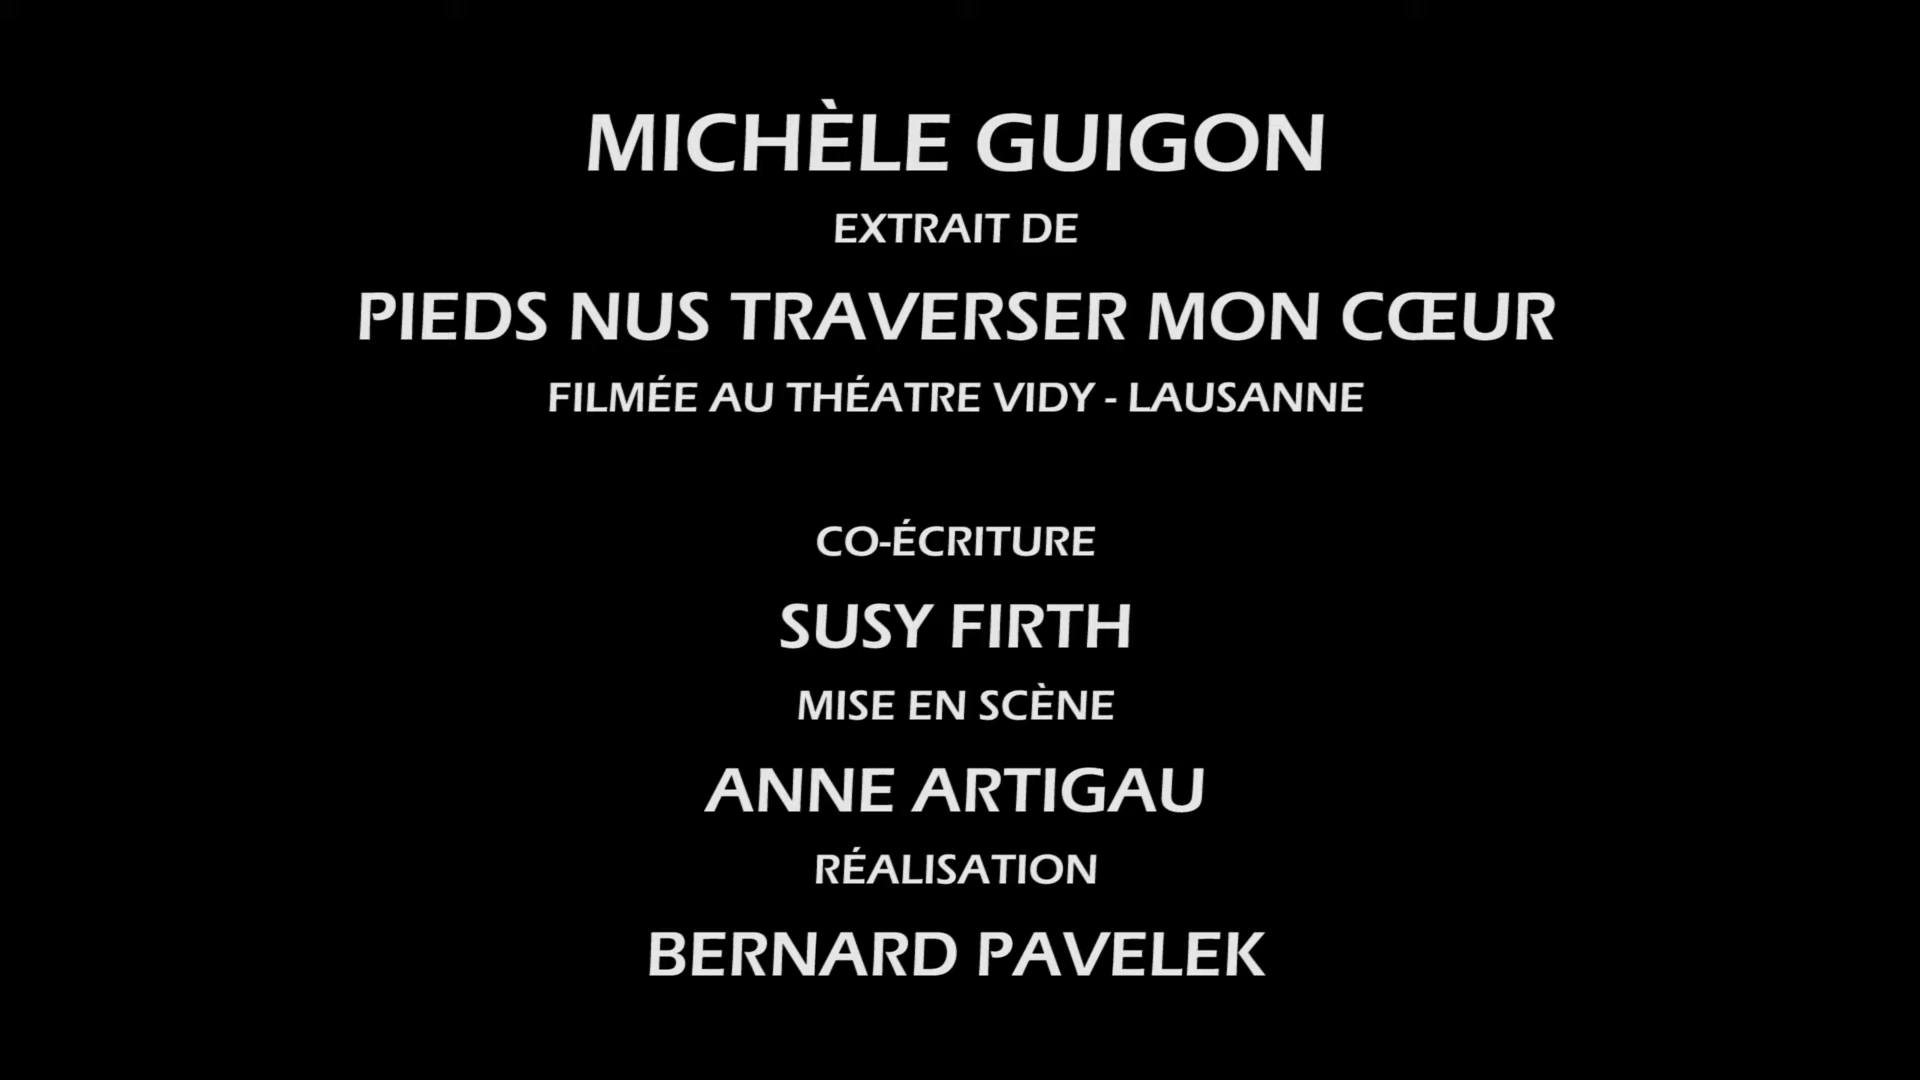 MICHÈLE GUIGON
EXTRAIT DE
PIEDS NUS TRAVERSER MON CŒUR
FILMÉE AU THÉATRE VIDY - LAUSANNE
CO-ÉCRITURE
SUSY FIRTH
MISE EN SCÈNE
ANNE ARTIGAU
RÉALISATION
BERNARD PAVELEK